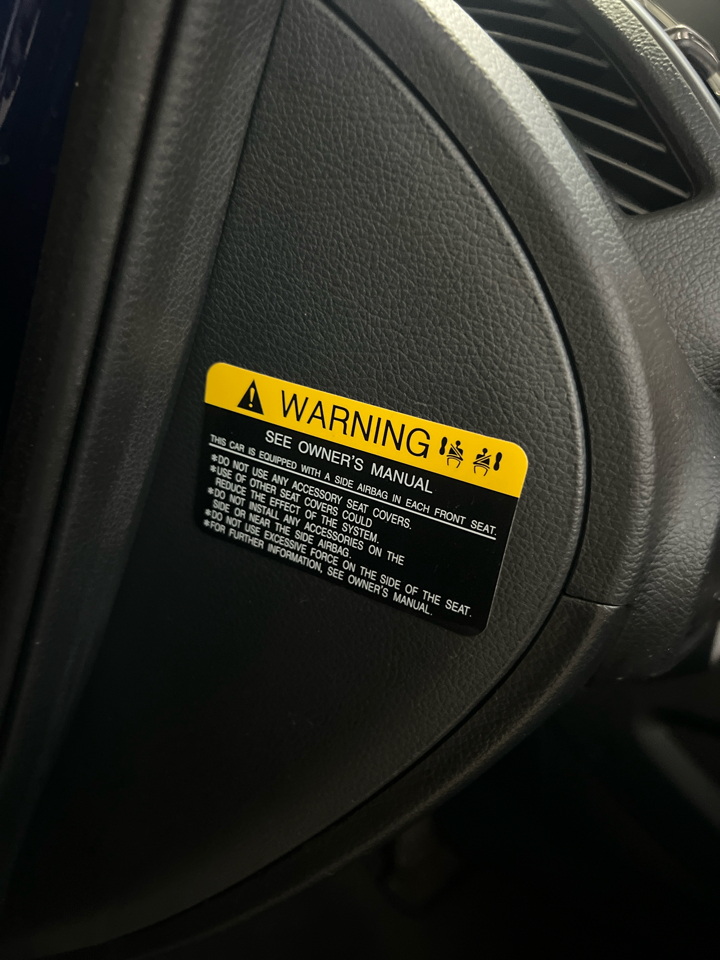 WARNING
SEE OWNER'S MANUAL
THIS CAR IS EQUIPPED WITH A SIDE AIRBAG IN EACH FRONT SEAT.
*DO NOT USE ANY ACCESSORY SEAT COVERS.
*USE OF OTHER SEAT COVERS COULD
REDUCE THE EFFECT OF THE SYSTEM.
*DO NOT INSTALL ANY ACCESSORIES ON THE
SIDE OR NEAR THE SIDE AIRBAG.
*DO NOT USE EXCESSIVE FORCE ON THE SIDE OF THE SEAT.
*FOR FURTHER INFORMATION, SEE OWNER'S MANUAL.